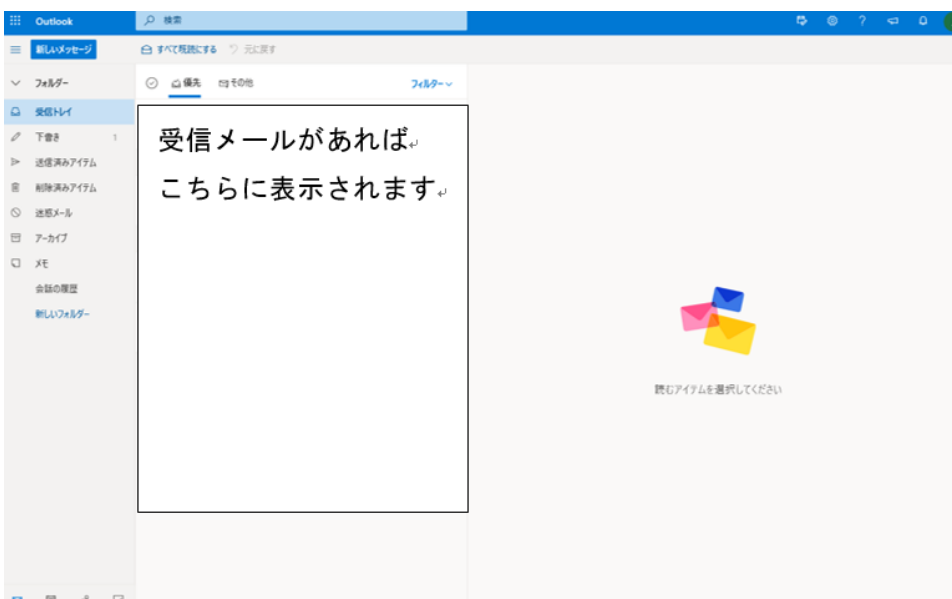 Outlook
検索
新しいメッセージ
すべて既読にする 元に戻す
フォルダー
優先 その他 フィルター
受信トレイ
下書き 1
送信済みアイテム
削除済みアイテム
迷惑メール
アーカイブ
メモ
会話の履歴
新しいフォルダー
受信メールがあれば
こちらに表示されます
読むアイテムを選択してください